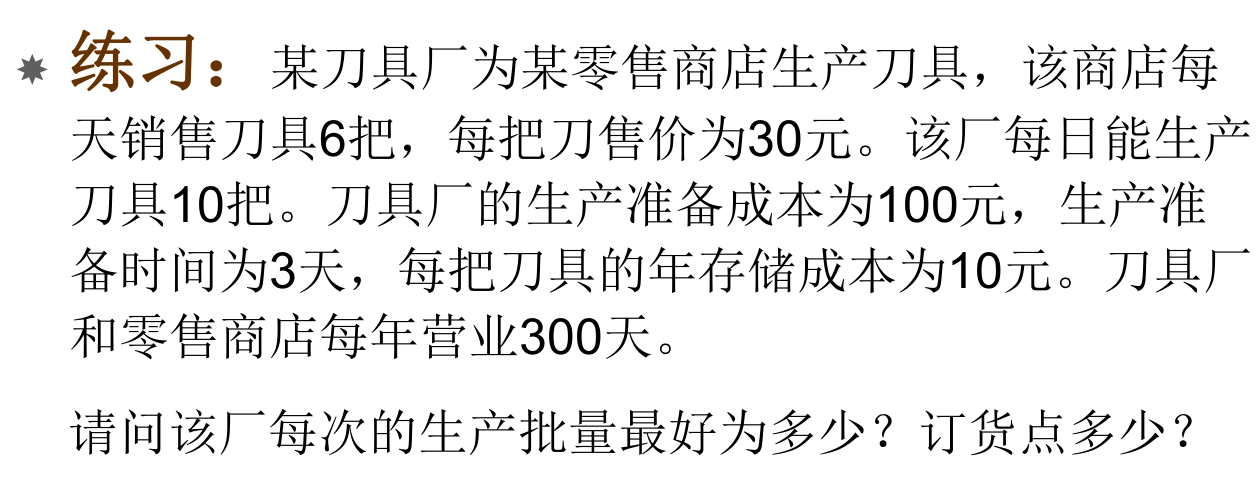 练习：某刀具厂为某零售商店生产刀具，该商店每
天销售刀具6把，每把刀售价为30元。该厂每日能生产
刀具10把。刀具厂的生产准备成本为100元，生产准
备时间为3天，每把刀具的年存储成本为10元。刀具厂
和零售商店每年营业300天。
请问该厂每次的生产批量最好为多少？订货点多少？